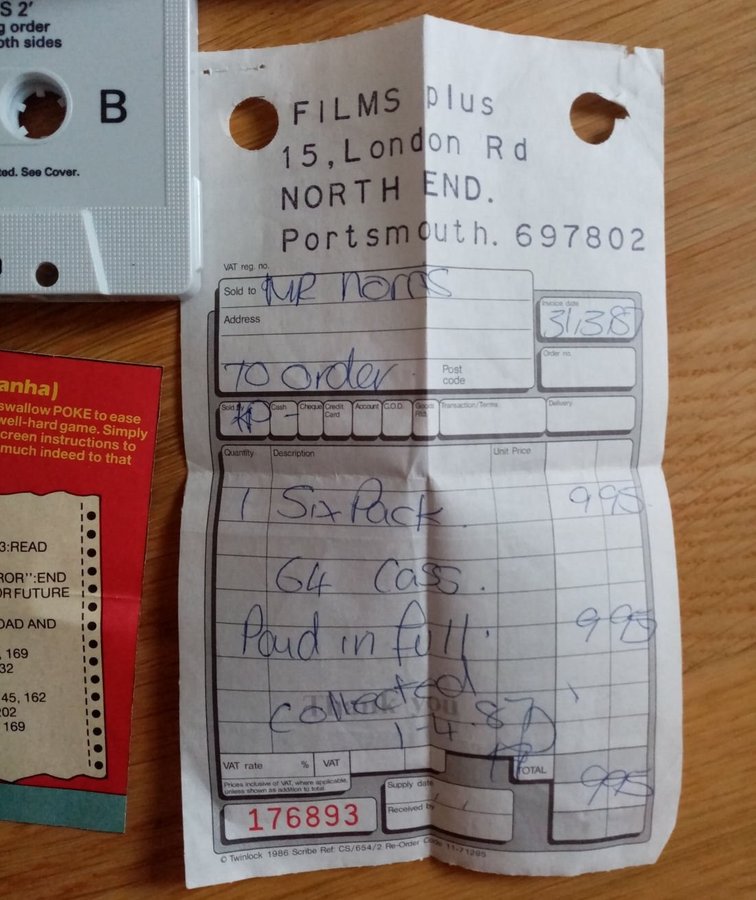 S 2'
g order
oth sides
B
ted. See Cover.
anha)
swallow POKE to ease
well-hard game. Simply
screen instructions to
much indeed to that
3:READ
ROR":END
OR FUTURE
OAD AND
, 169
32
45, 162
202
169
FILMS plus
15, London Rd
NORTH END.
Portsmouth. 697802
VAT reg. no.
Sold to MR Norris
Address
Invoice date
31.3.87
Order no.
TO order
Post code
Sold by Cash Cheque Credit Card Account C.O.D. Goods Rtd. Transaction/Terms Delivery
HP -
Quantity Description Unit Price
1 Six Pack. 9 95
64 Cass.
Paid in full. 9 95
Thank you
Collected
1-4-87
VAT rate % VAT TOTAL
Prices inclusive of VAT, where applicable,
unless shown as addition to total.
Supply date
9 95
176893
Received by
© Twinlock 1986 Scribe Ref: CS/654/2 Re-Order Code 11-71295